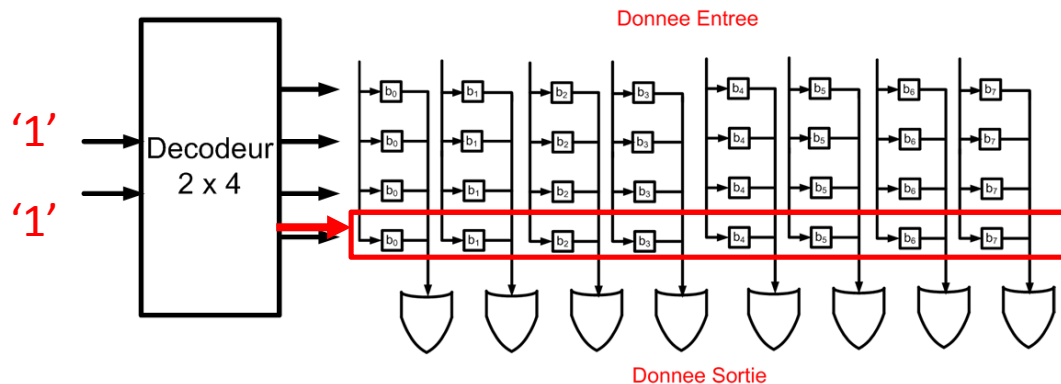 Donnee Entree
b0 b1 b2 b3 b4 b5 b6 b7
‘1’
Decodeur
2 x 4
b0 b1 b2 b3 b4 b5 b6 b7
‘1’
b0 b1 b2 b3 b4 b5 b6 b7
b0 b1 b2 b3 b4 b5 b6 b7
Donnee Sortie